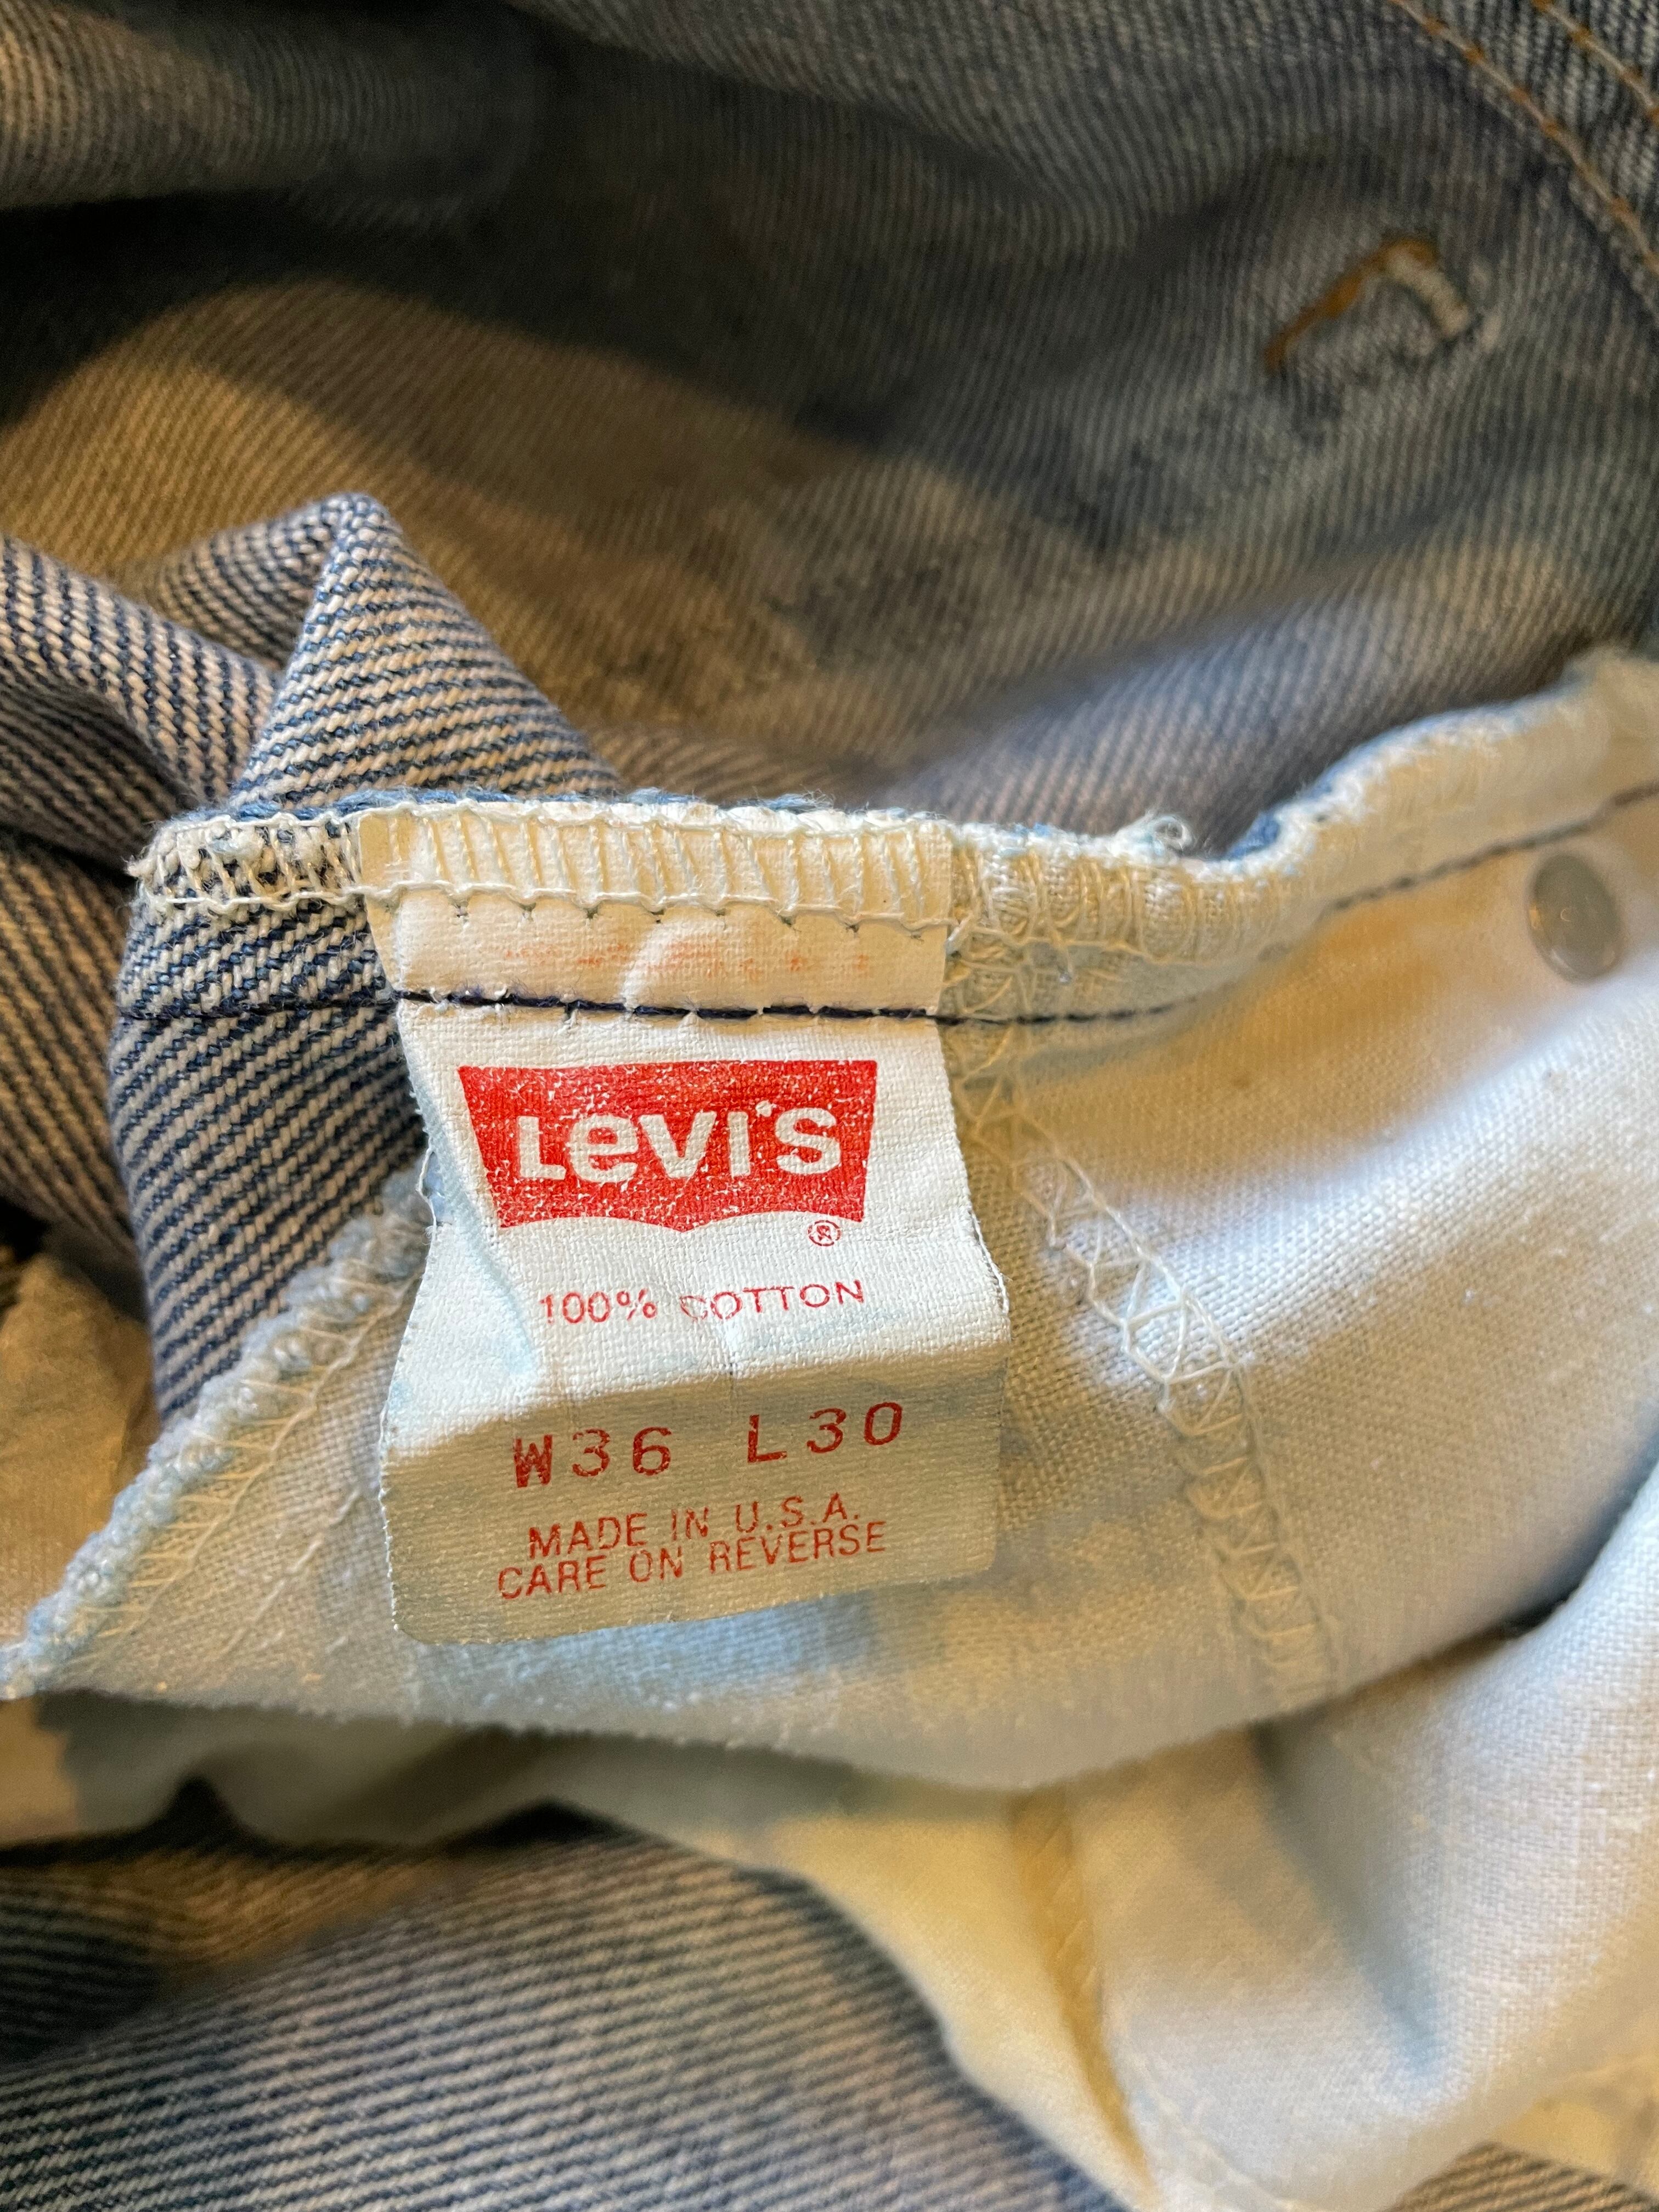 Levi's
®
100% COTTON
W36 L30
MADE IN U.S.A.
CARE ON REVERSE